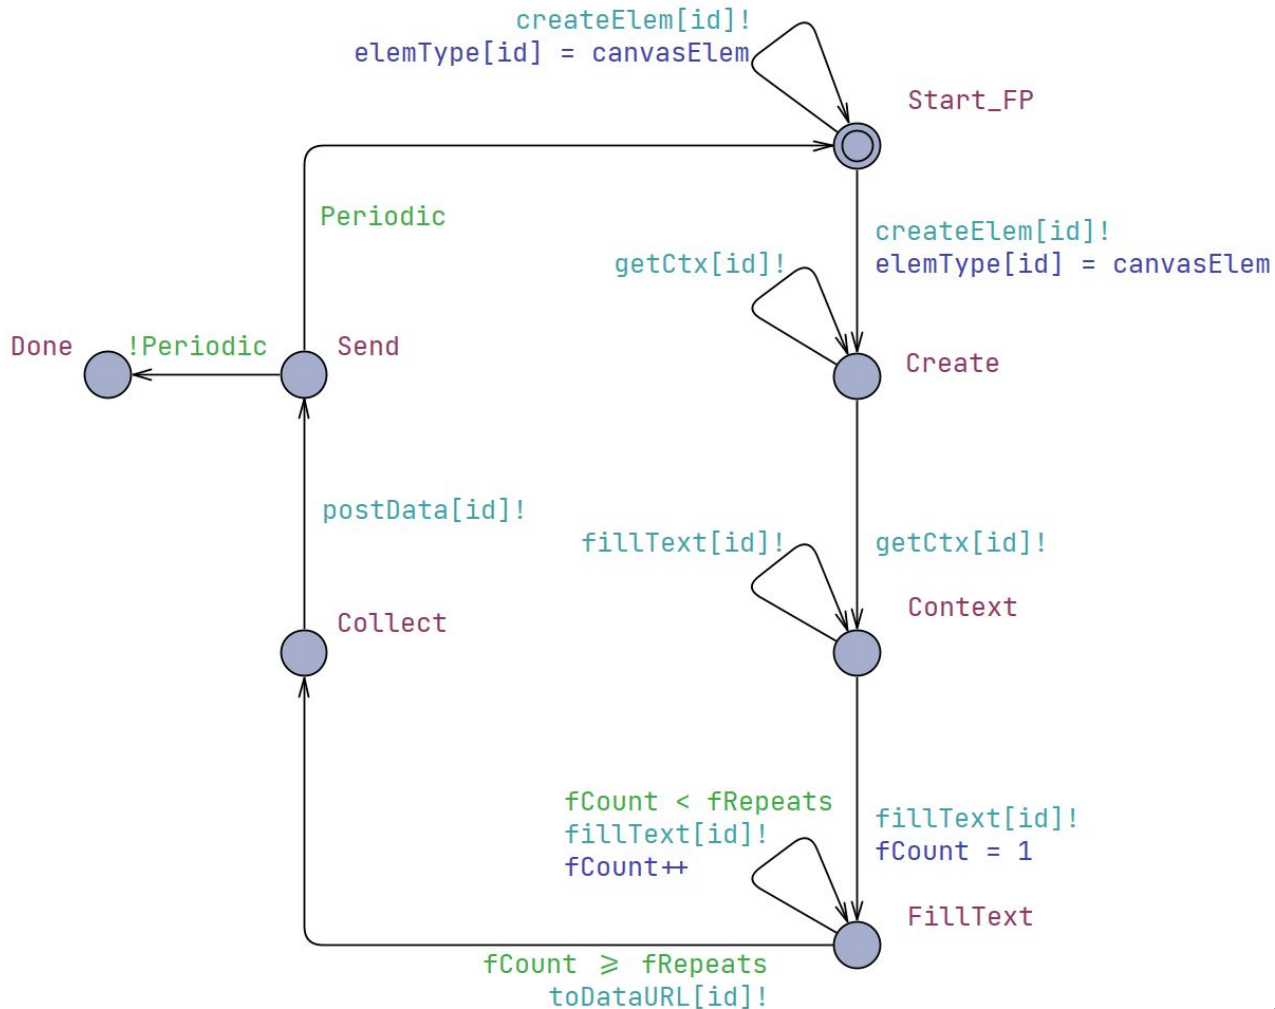 createElem[id]!
elemType[id] = canvasElem
Start_FP
Periodic
createElem[id]!
elemType[id] = canvasElem
getCtx[id]!
Done
!Periodic
Send
Create
postData[id]!
fillText[id]!
getCtx[id]!
Context
Collect
fCount < fRepeats
fillText[id]!
fCount++
fillText[id]!
fCount = 1
FillText
fCount ⩾ fRepeats
toDataURL[id]!